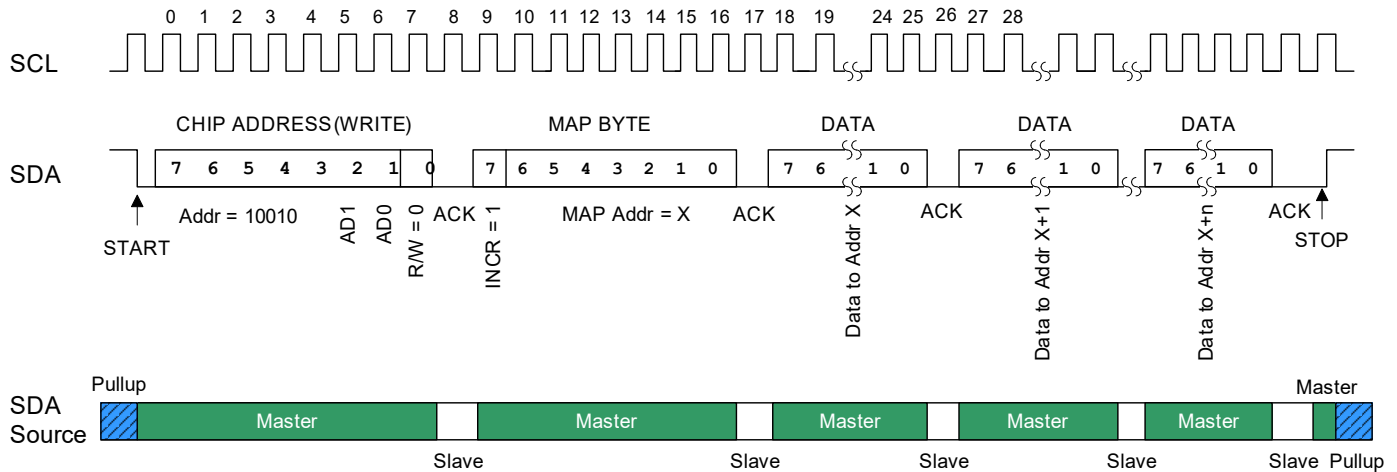 0 1 2 3 4 5 6 7 8 9 10 11 12 13 14 15 16 17 18 19 24 25 26 27 28
SCL
CHIP ADDRESS (WRITE) MAP BYTE DATA DATA DATA
SDA 7 6 5 4 3 2 1 0 7 6 5 4 3 2 1 0 7 6 1 0 7 6 1 0 7 6 1 0
Addr = 10010 AD1 AD0 R/W = 0 ACK INCR = 1 MAP Addr = X ACK Data to Addr X ACK Data to Addr X+1 Data to Addr X+n ACK
START STOP
Pullup Master
SDA Source Master Master Master Master Master
Slave Slave Slave Slave Slave Pullup